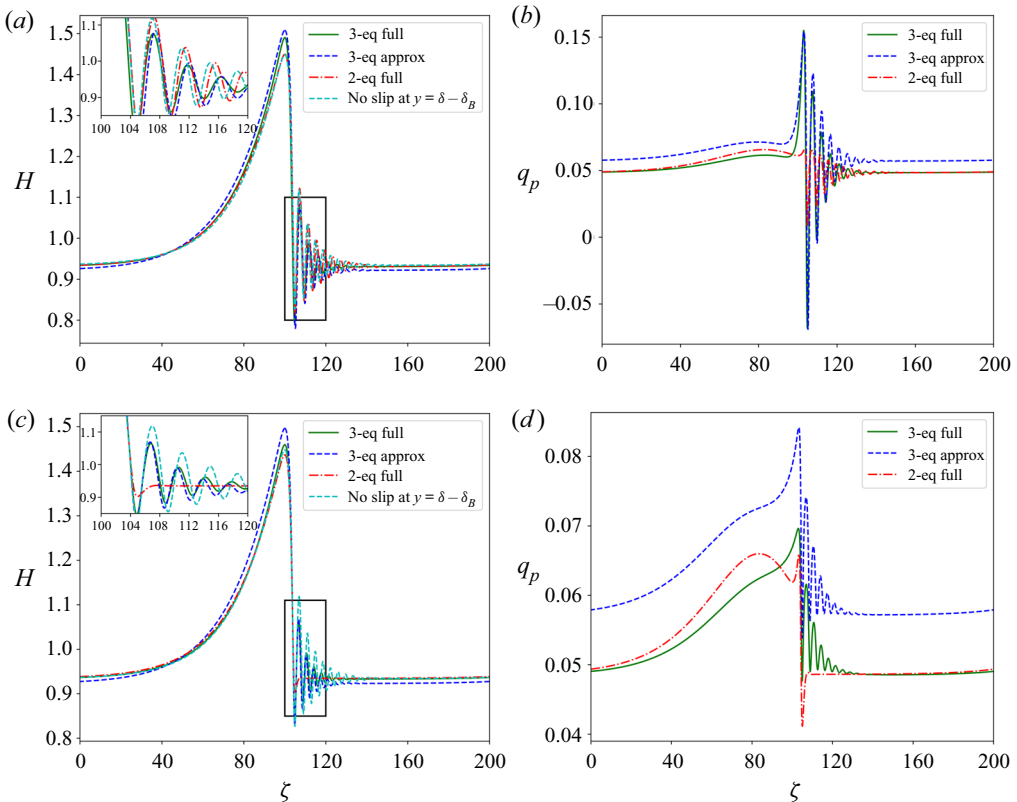 (a)
1.5
1.4
1.3
1.2
H
1.1
1.0
0.9
0.8
1.1
1.0
0.9
100 104 108 112 116 120
3-eq full
3-eq approx
2-eq full
No slip at y = δ – δB
0 40 80 120 160 200
(b)
0.15
0.10
qp
0.05
0
−0.05
3-eq full
3-eq approx
2-eq full
0 40 80 120 160 200
(c)
1.5
1.4
1.3
1.2
H
1.1
1.0
0.9
0.8
1.1
1.0
0.9
100 104 108 112 116 120
3-eq full
3-eq approx
2-eq full
No slip at y = δ – δB
0 40 80 120 160 200
ζ
(d)
0.08
0.07
qp
0.06
0.05
0.04
3-eq full
3-eq approx
2-eq full
0 40 80 120 160 200
ζ